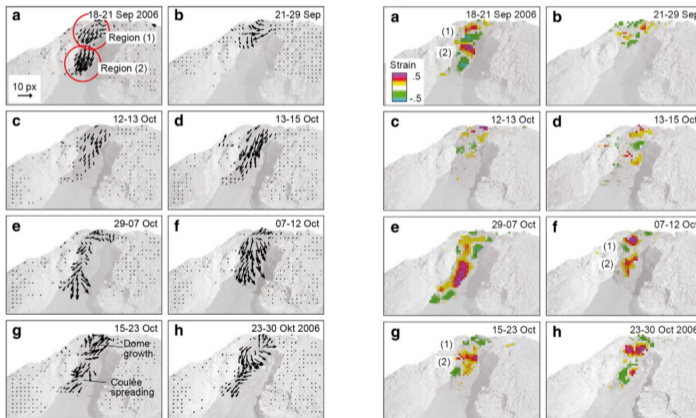 a 18-21 Sep 2006
Region (1)
Region (2)
10 px
b 21-29 Sep
c 12-13 Oct
d 13-15 Oct
e 29-07 Oct
f 07-12 Oct
g 15-23 Oct
Dome
growth
Coulée
spreading
h 23-30 Okt 2006
a 18-21 Sep 2006
(1)
(2)
Strain
.5
-.5
b 21-29 Sep
c 12-13 Oct
d 13-15 Oct
e 29-07 Oct
f 07-12 Oct
(1)
(2)
g 15-23 Oct
(1)
(2)
h 23-30 Oct 2006